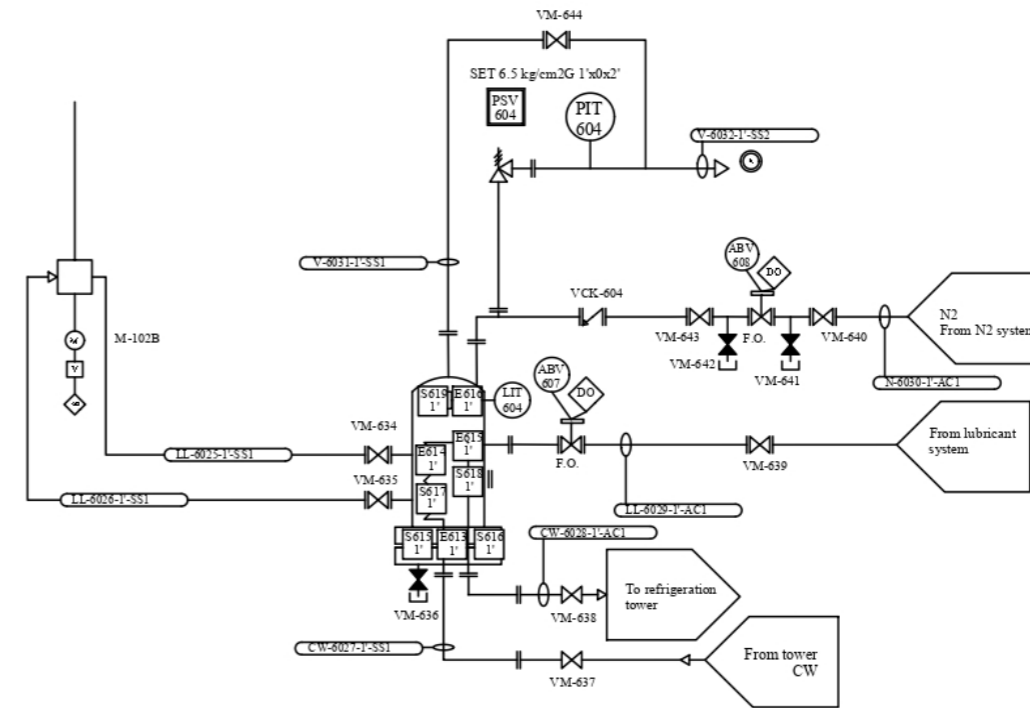 VM-644
SET 6.5 kg/cm2G 1'x0x2'
PSV
604
PIT
604
V-6032-1'-SS2
V-6031-1'-SS1
ABV
608
DO
VCK-604
VM-643
F.O.
VM-640
VM-642
VM-641
N2
From N2 system
N-6030-1'-AC1
M-102B
ABV
607
DO
S619
1'
E616
1'
LIT
604
VM-634
LL-6025-1'-SS1
E614
1'
E615
1'
F.O.
VM-639
From lubricant
system
VM-635
LL-6026-1'-SS1
S617
1'
S618
1'
LL-6029-1'-AC1
S615
1'
E613
1'
S616
1'
CW-6028-1'-AC1
VM-636
VM-638
To refrigeration
tower
CW-6027-1'-SS1
VM-637
From tower
CW